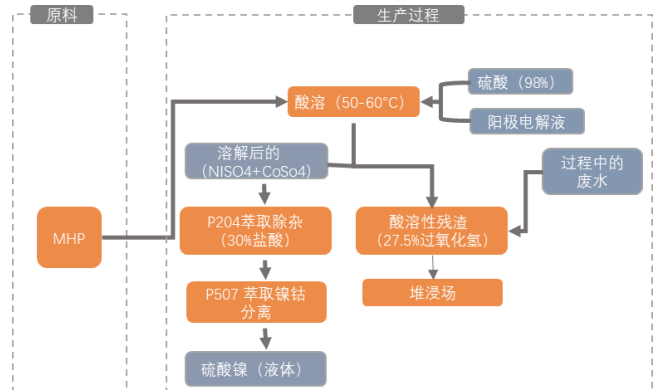 原料
生产过程
酸溶（50-60°C）
硫酸（98%）
阳极电解液
溶解后的
（NISO4+CoSo4）
过程中的
废水
MHP
P204萃取除杂
（30%盐酸）
酸溶性残渣
（27.5%过氧化氢）
P507 萃取镍钴
分离
堆浸场
硫酸镍（液体）